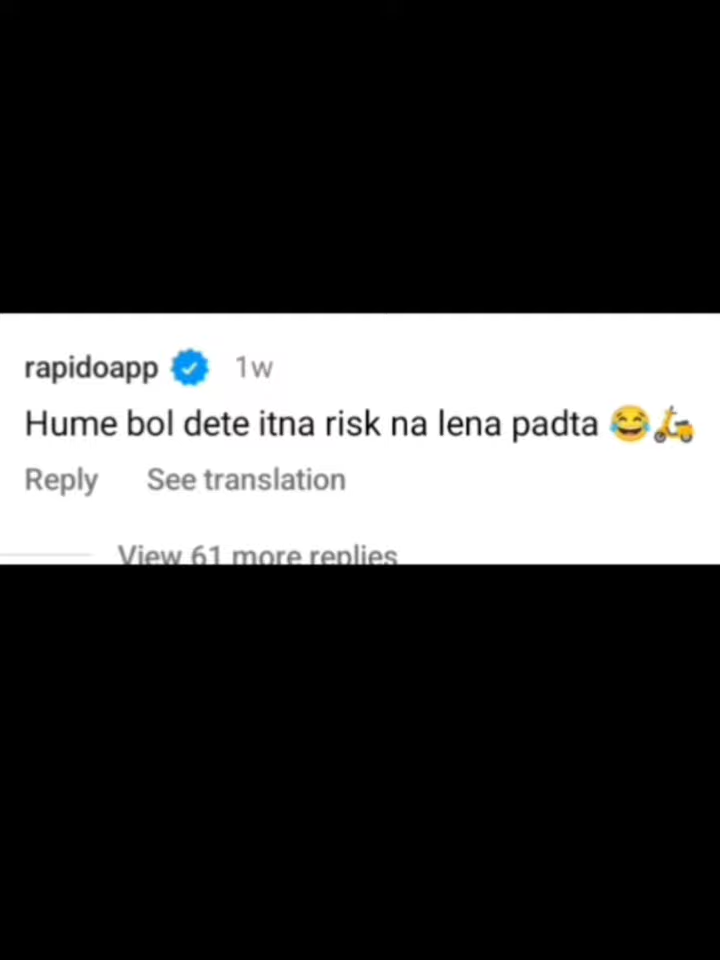 rapidoapp 1w
Hume bol dete itna risk na lena padta 😂🛵
Reply See translation
View 61 more replies